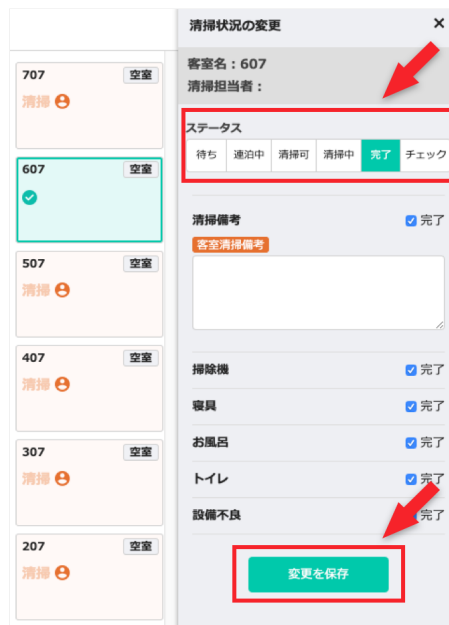 清掃状況の変更 ×
客室名：607
清掃担当者：
ステータス
待ち 連泊中 清掃可 清掃中 完了 チェック
清掃備考 完了
客室清掃備考
掃除機 完了
寝具 完了
お風呂 完了
トイレ 完了
設備不良 完了
変更を保存
707 空室
清掃
607 空室
507 空室
清掃
407 空室
清掃
307 空室
清掃
207 空室
清掃